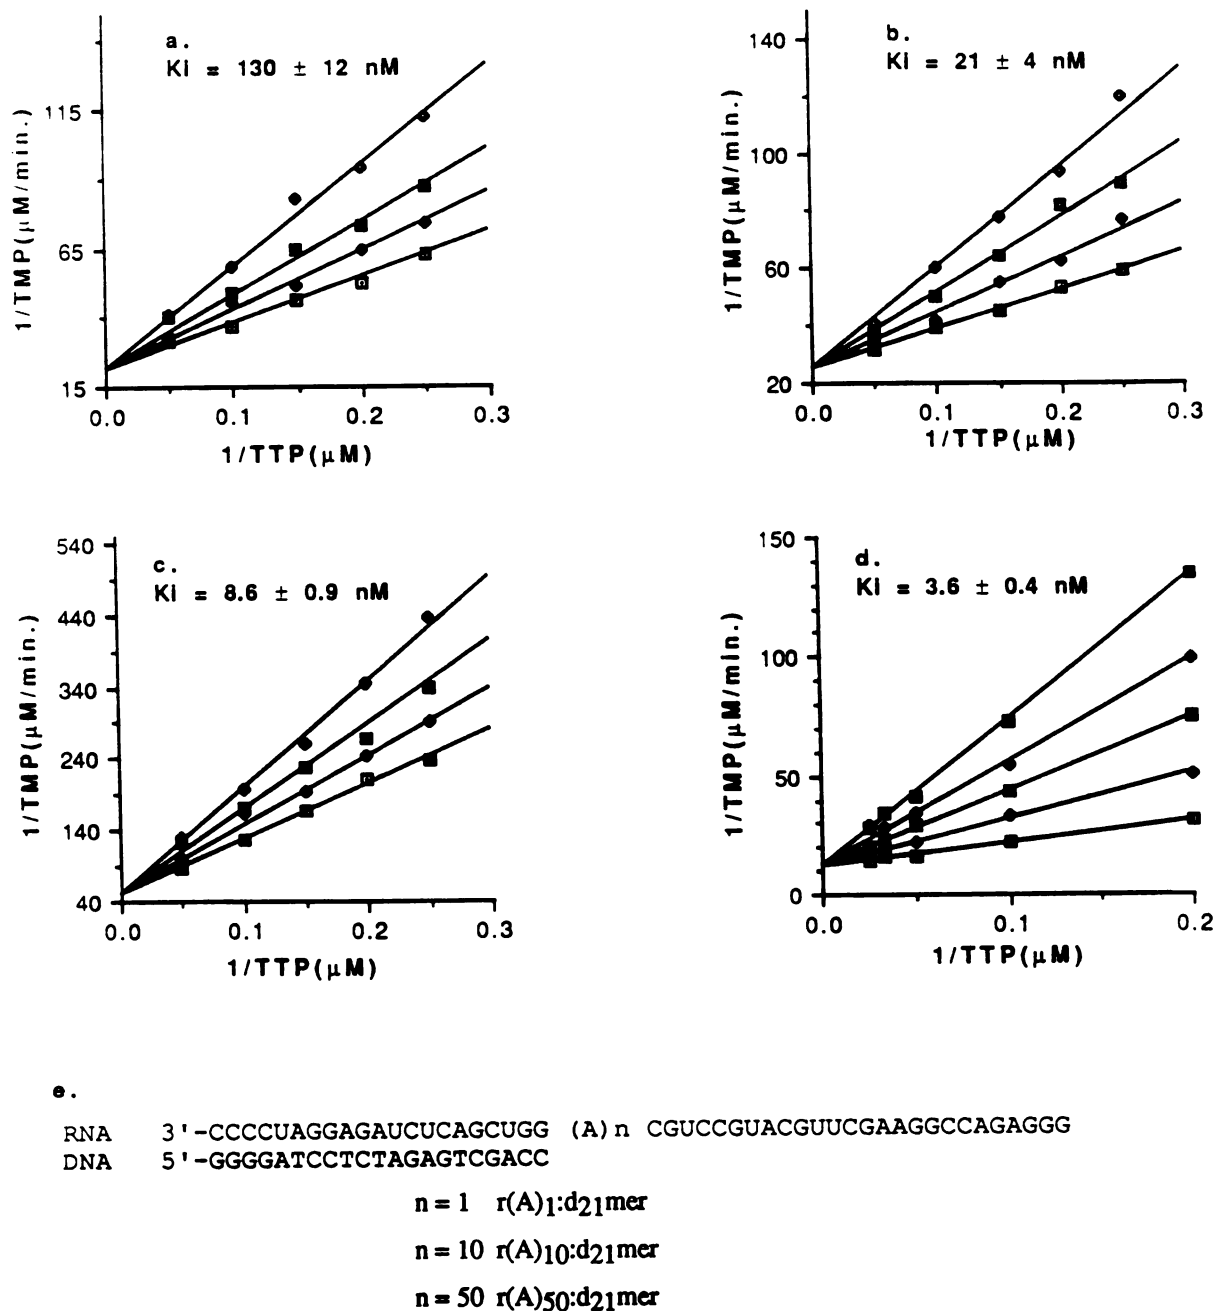 a.
Ki = 130 ± 12 nM
1/TMP(μM/min.)
115
65
15
0.0 0.1 0.2 0.3
1/TTP(μM)
b.
Ki = 21 ± 4 nM
1/TMP(μM/min.)
140
100
60
20
0.0 0.1 0.2 0.3
1/TTP(μM)
c.
Ki = 8.6 ± 0.9 nM
1/TMP(μM/min.)
540
440
340
240
140
40
0.0 0.1 0.2 0.3
1/TTP(μM)
d.
Ki = 3.6 ± 0.4 nM
1/TMP(μM/min.)
150
100
50
0
0.0 0.1 0.2
1/TTP(μM)
e.
RNA 3'-CCCCUAGGAGAUCUCAGCUGG (A)n CGUCCGUACGUUCGAAGGCCAGAGGG
DNA 5'-GGGGATCCTCTAGAGTCGACC
n = 1 r(A)1:d21mer
n = 10 r(A)10:d21mer
n = 50 r(A)50:d21mer